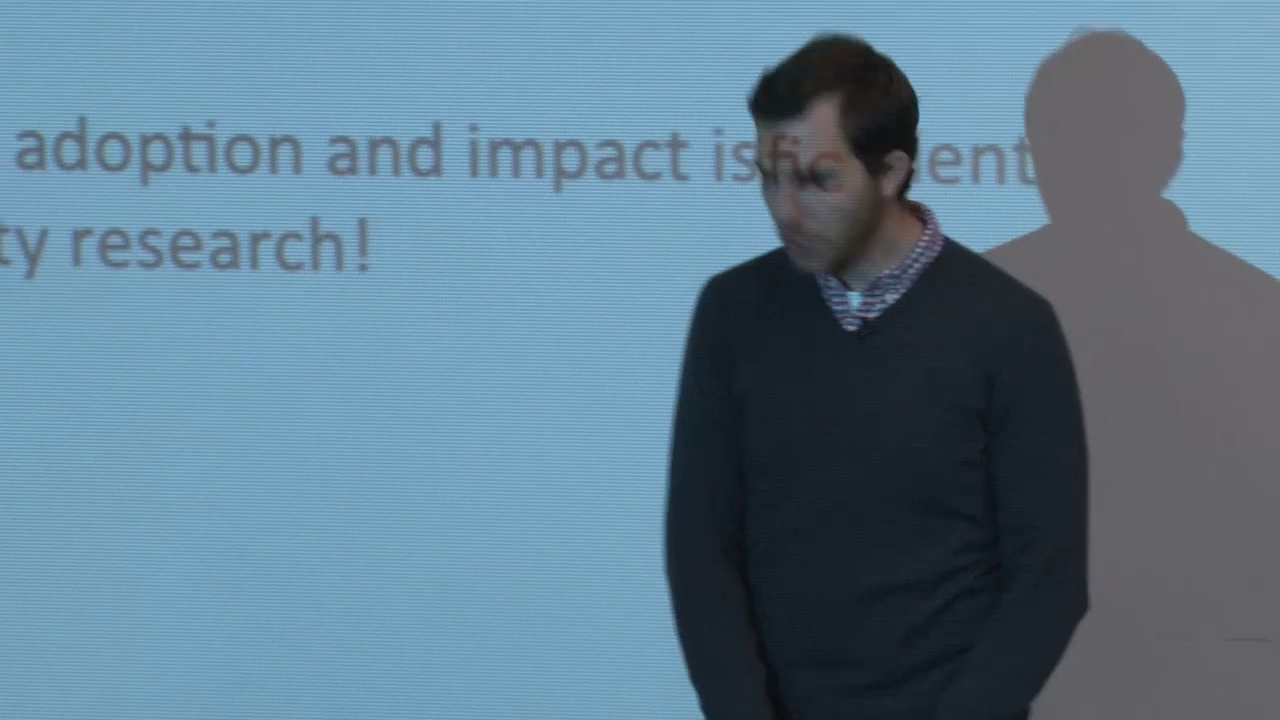 adoption and impact is
research!